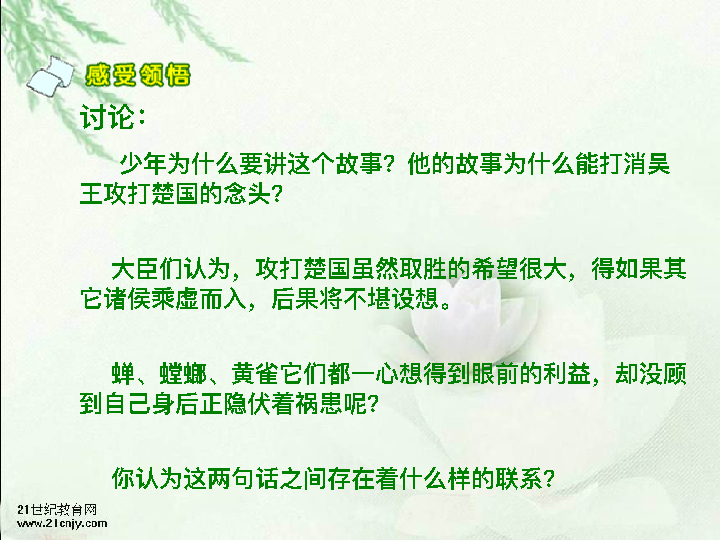 感受领悟
讨论：
少年为什么要讲这个故事？他的故事为什么能打消吴
王攻打楚国的念头？
大臣们认为，攻打楚国虽然取胜的希望很大，得如果其
它诸侯乘虚而入，后果将不堪设想。
蝉、螳螂、黄雀它们都一心想得到眼前的利益，却没顾
到自己身后正隐伏着祸患呢？
你认为这两句话之间存在着什么样的联系？
21世纪教育网
www.21cnjy.com